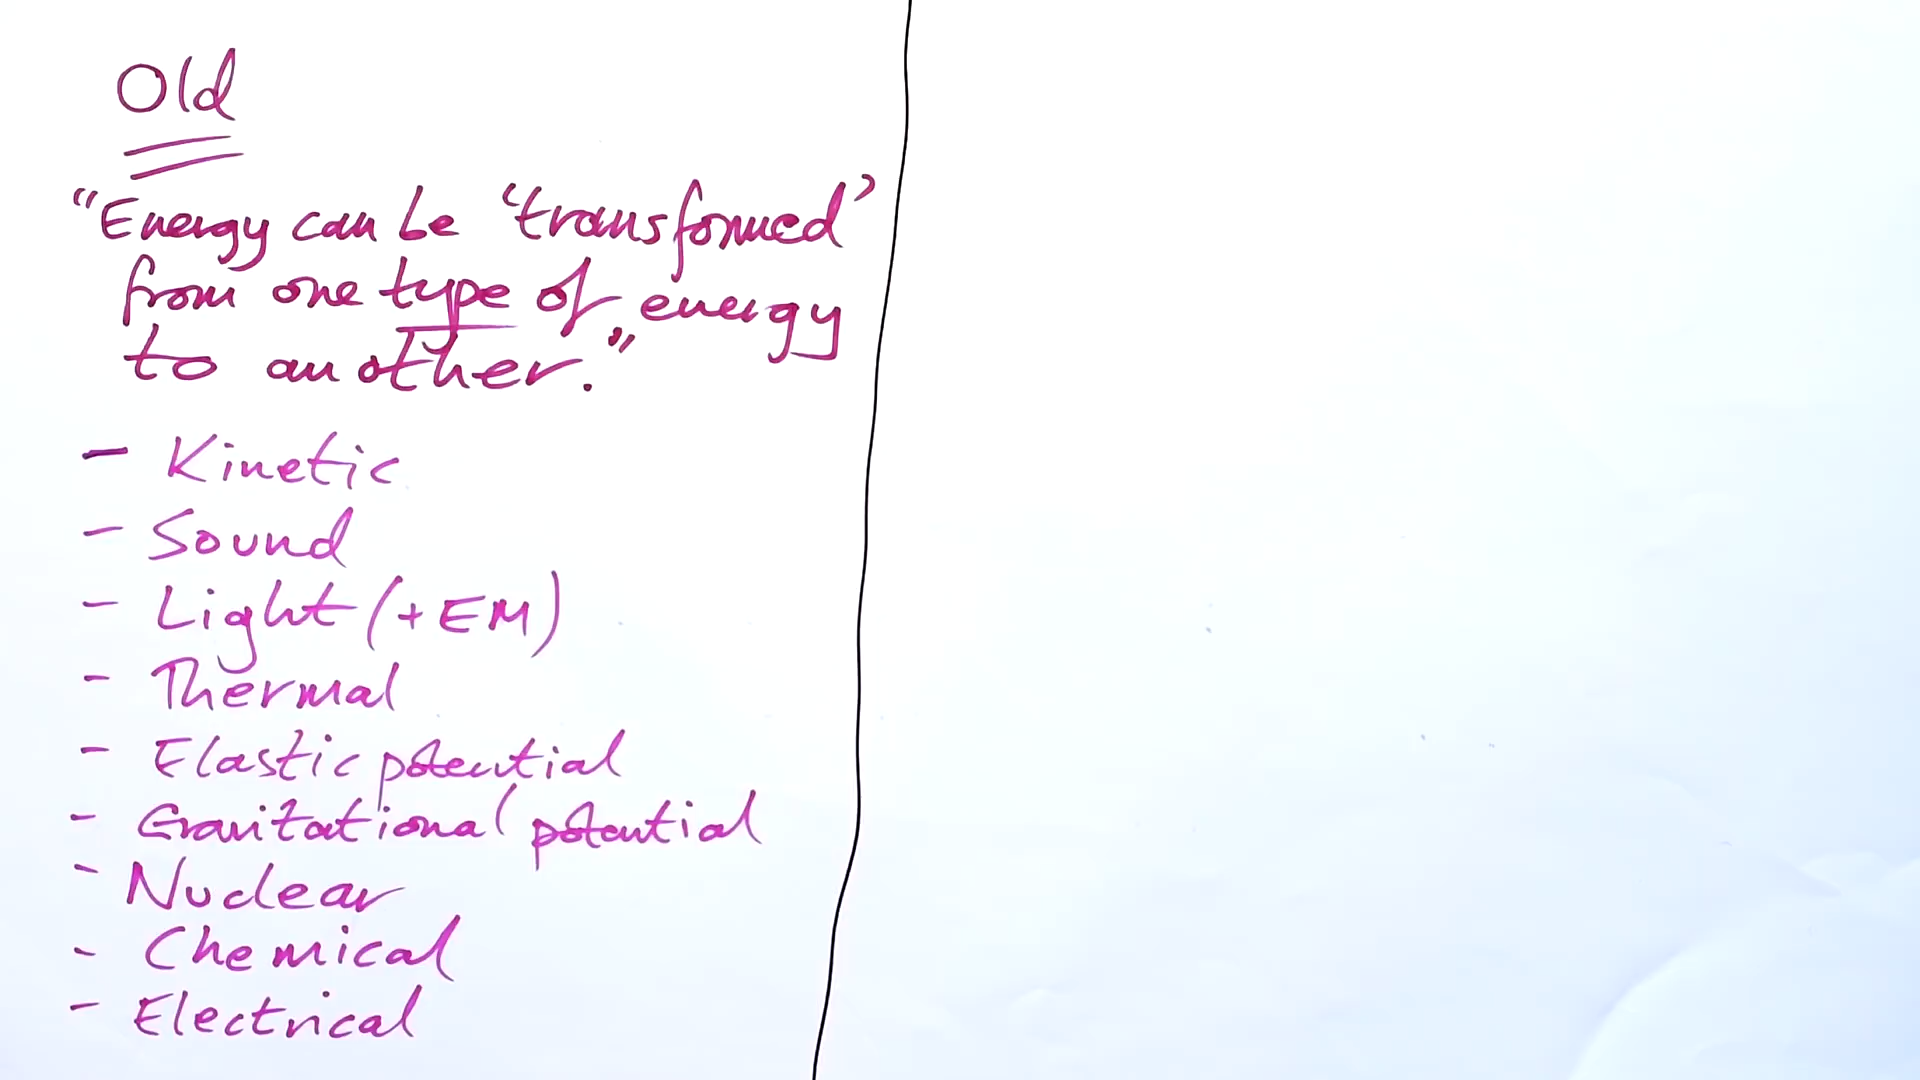 Old
"Energy can be 'transformed'
from one type of energy
to another."
- Kinetic
- Sound
- Light (+EM)
- Thermal
- Elastic potential
- Gravitational potential
- Nuclear
- Chemical
- Electrical